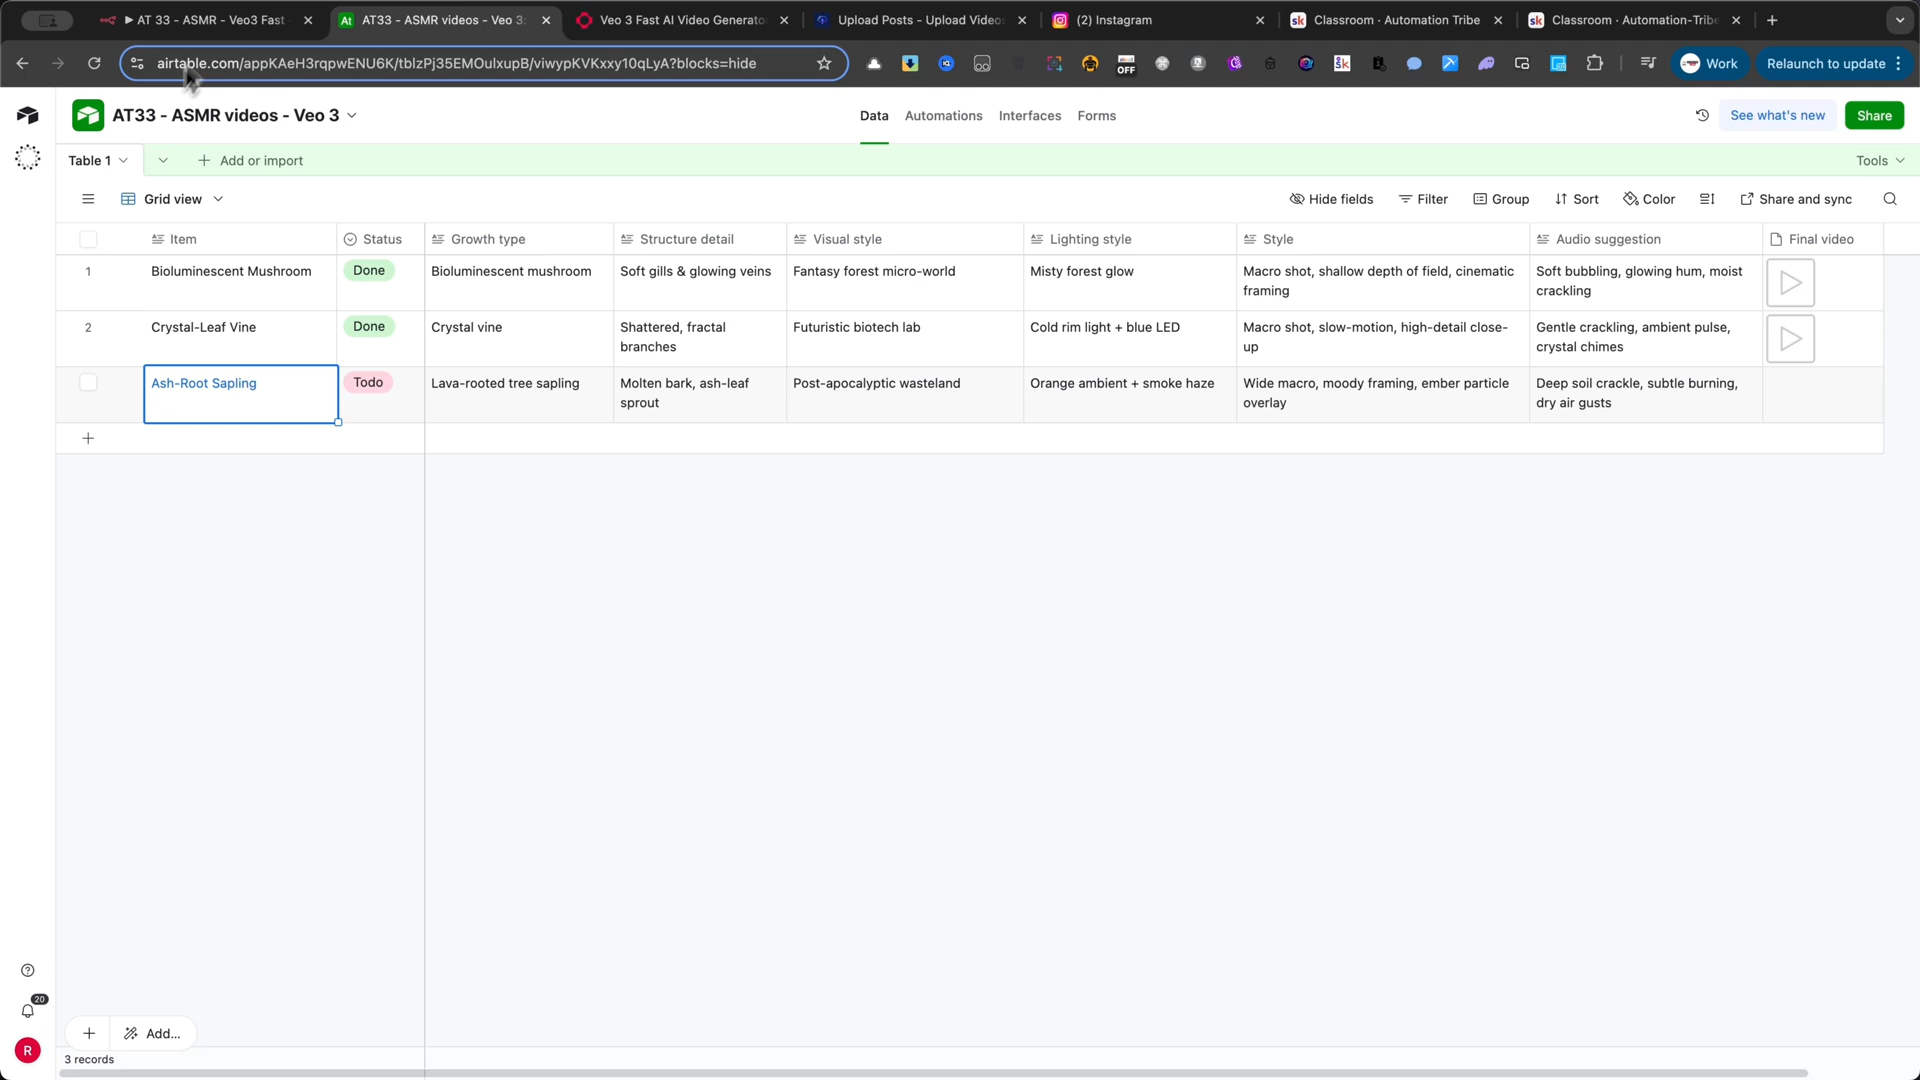 AT 33 - ASMR - Veo3 Fast
AT33 - ASMR videos - Veo 3:
Veo 3 Fast AI Video Generato
Upload Posts - Upload Videos
(2) Instagram
Classroom · Automation Tribe
Classroom · Automation-Tribe
airtable.com/appKAeH3rqpwENU6K/tblzPj35EMOulxupB/viwypKVKxxy10qLyA?blocks=hide
OFF
Work
Relaunch to update
AT33 - ASMR videos - Veo 3
Data
Automations
Interfaces
Forms
See what's new
Share
Table 1
Add or import
Tools
Grid view
Hide fields
Filter
Group
Sort
Color
Share and sync
Item
Status
Growth type
Structure detail
Visual style
Lighting style
Style
Audio suggestion
Final video
1
Bioluminescent Mushroom
Done
Bioluminescent mushroom
Soft gills & glowing veins
Fantasy forest micro-world
Misty forest glow
Macro shot, shallow depth of field, cinematic
framing
Soft bubbling, glowing hum, moist
crackling
2
Crystal-Leaf Vine
Done
Crystal vine
Shattered, fractal
branches
Futuristic biotech lab
Cold rim light + blue LED
Macro shot, slow-motion, high-detail close-
up
Gentle crackling, ambient pulse,
crystal chimes
Ash-Root Sapling
Todo
Lava-rooted tree sapling
Molten bark, ash-leaf
sprout
Post-apocalyptic wasteland
Orange ambient + smoke haze
Wide macro, moody framing, ember particle
overlay
Deep soil crackle, subtle burning,
dry air gusts
20
R
Add...
3 records